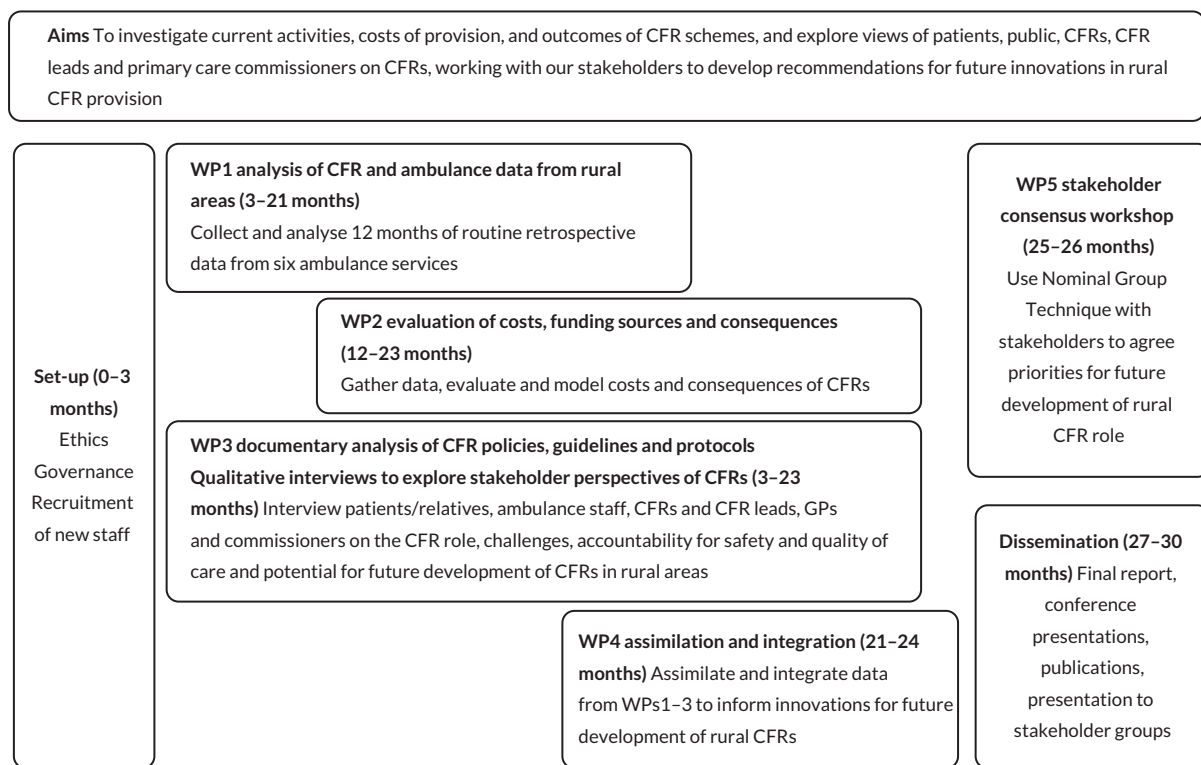 Aims To investigate current activities, costs of provision, and outcomes of CFR schemes, and explore views of patients, public, CFRs, CFR
leads and primary care commissioners on CFRs, working with our stakeholders to develop recommendations for future innovations in rural
CFR provision
Set-up (0–3
months)
Ethics
Governance
Recruitment
of new staff
WP1 analysis of CFR and ambulance data from rural
areas (3–21 months)
Collect and analyse 12 months of routine retrospective
data from six ambulance services
WP2 evaluation of costs, funding sources and consequences
(12–23 months)
Gather data, evaluate and model costs and consequences of CFRs
WP3 documentary analysis of CFR policies, guidelines and protocols
Qualitative interviews to explore stakeholder perspectives of CFRs (3–23
months) Interview patients/relatives, ambulance staff, CFRs and CFR leads, GPs
and commissioners on the CFR role, challenges, accountability for safety and quality of
care and potential for future development of CFRs in rural areas
WP4 assimilation and integration (21–24
months) Assimilate and integrate data
from WPs1–3 to inform innovations for future
development of rural CFRs
WP5 stakeholder
consensus workshop
(25–26 months)
Use Nominal Group
Technique with
stakeholders to agree
priorities for future
development of rural
CFR role
Dissemination (27–30
months) Final report,
conference
presentations,
publications,
presentation to
stakeholder groups